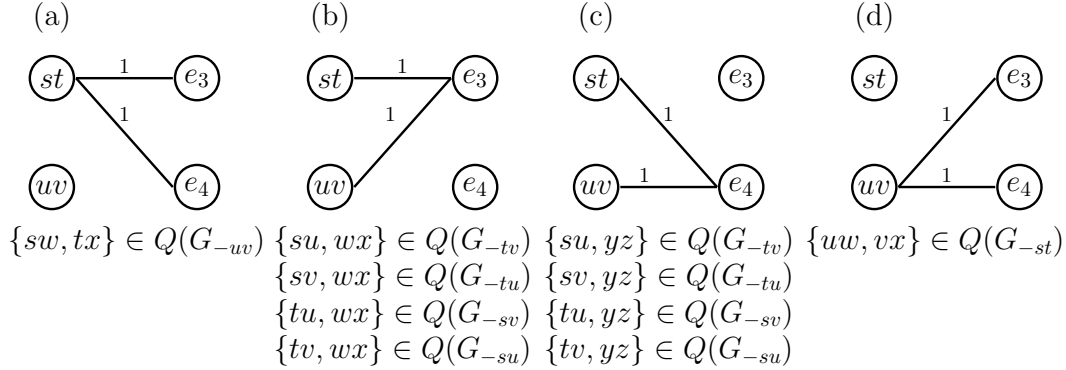 (a) (b) (c) (d)
st 1 e₃ st 1 e₃ st e₃ st e₃
1 1 1 1
uv e₄ uv e₄ uv 1 e₄ uv 1 e₄
{sw, tx} ∈ Q(G₋uv) {su, wx} ∈ Q(G₋tv) {su, yz} ∈ Q(G₋tv) {uw, vx} ∈ Q(G₋st)
{sv, wx} ∈ Q(G₋tu) {sv, yz} ∈ Q(G₋tu)
{tu, wx} ∈ Q(G₋sv) {tu, yz} ∈ Q(G₋sv)
{tv, wx} ∈ Q(G₋su) {tv, yz} ∈ Q(G₋su)